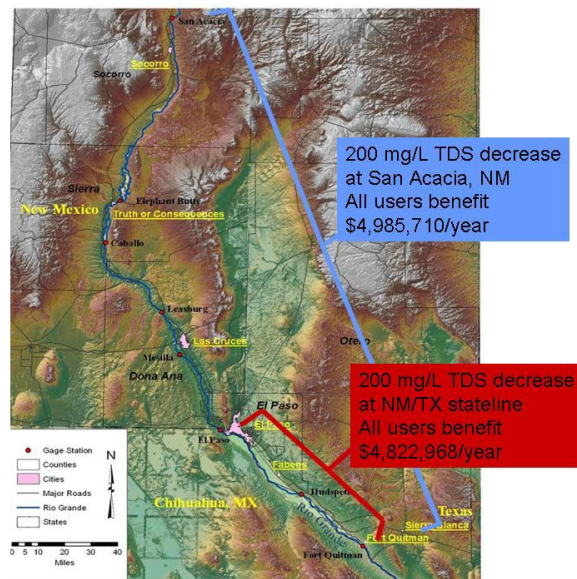 San Acacia
Socorro
Socorro
200 mg/L TDS decrease
at San Acacia, NM
All users benefit
$4,985,710/year
Sierra
Elephant Butte
New Mexico
Truth or Consequences
Caballo
Leasburg
Las Cruces
Otero
Mesilla
Dona Ana
200 mg/L TDS decrease
at NM/TX stateline
All users benefit
$4,822,968/year
El Paso
El Paso
El Paso
Fabens
Chihuahua, MX
Hudspeth
Rio Grande
Texas
Sierra Blanca
Fort Quitman
Fort Quitman
Gage Station
Counties
Cities
Major Roads
Rio Grande
States
N
0 5 10 20 30 40
Miles